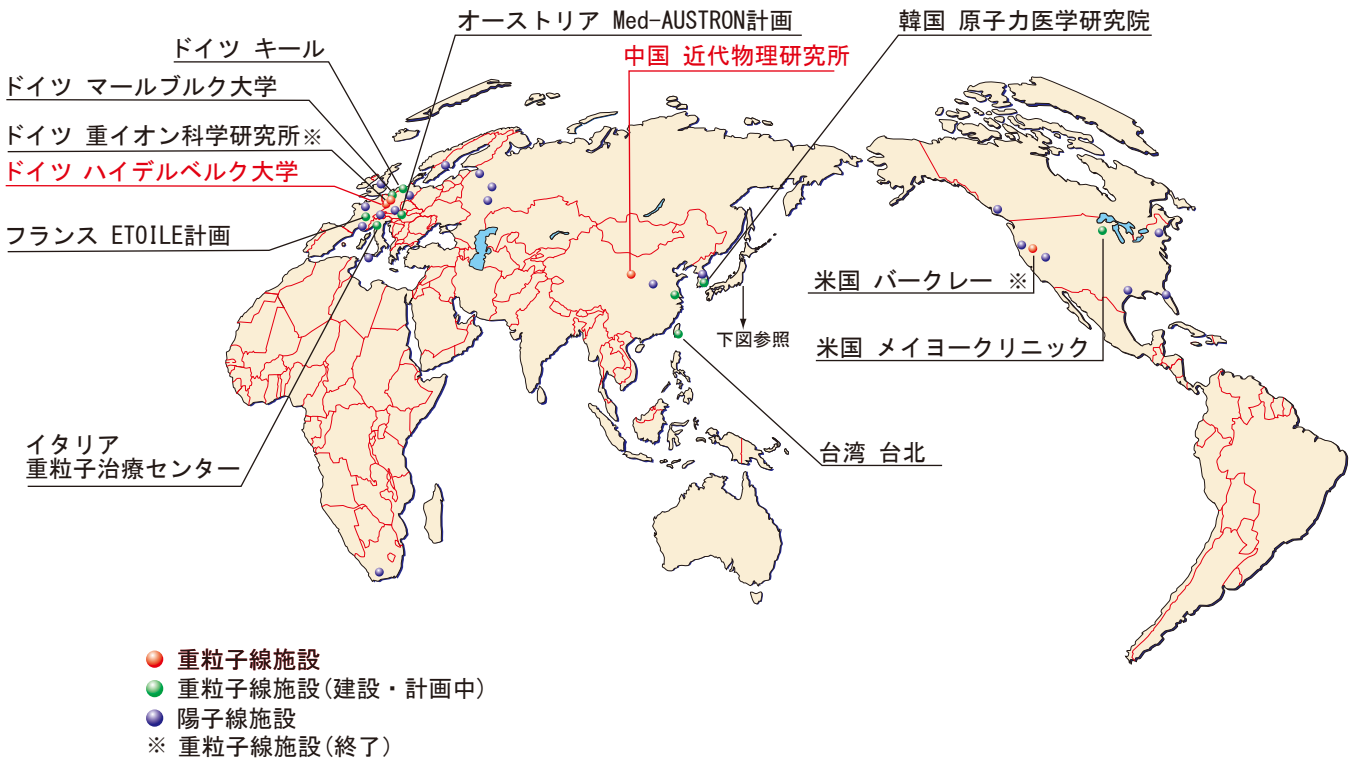 オーストリア Med-AUSTRON計画
韓国 原子力医学研究院
ドイツ キール
中国 近代物理研究所
ドイツ マールブルク大学
ドイツ 重イオン科学研究所※
ドイツ ハイデルベルク大学
フランス ETOILE計画
米国 バークレー ※
下図参照
米国 メイヨークリニック
イタリア
重粒子治療センター
台湾 台北
重粒子線施設
重粒子線施設(建設・計画中)
陽子線施設
※ 重粒子線施設(終了)